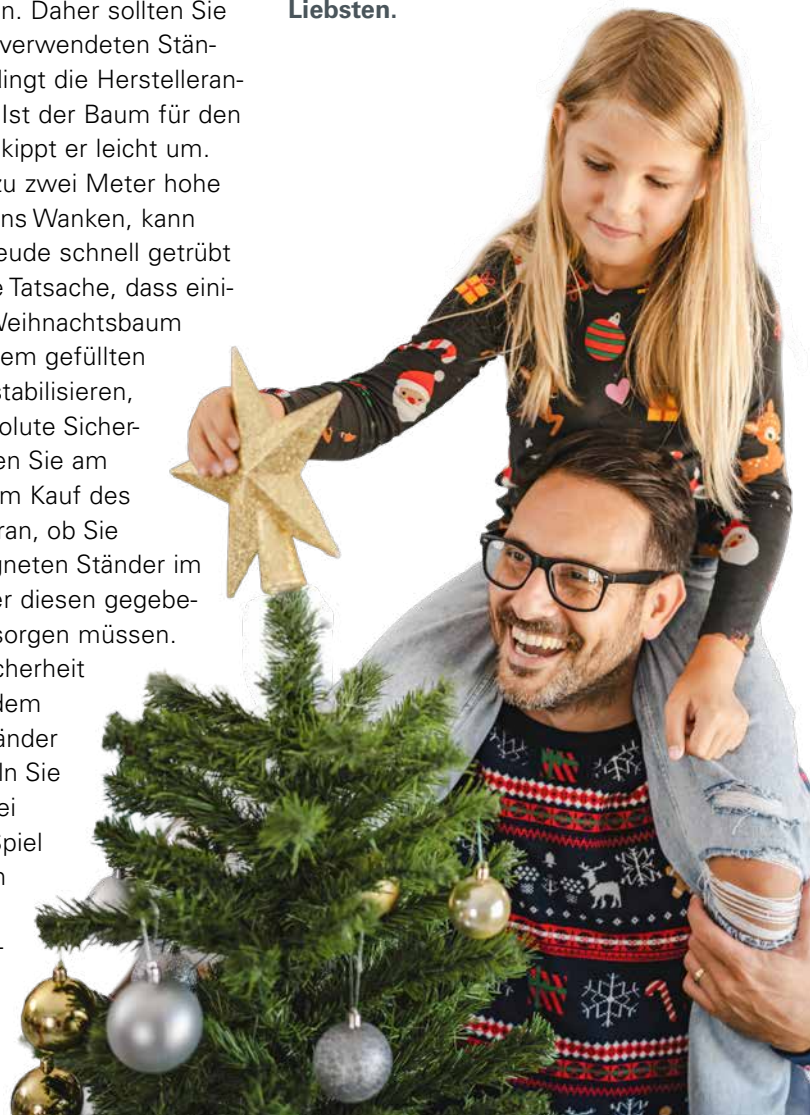 n. Daher sollten Sie
verwendeten Stän-
lingt die Herstelleran-
Ist der Baum für den
kippt er leicht um.
zu zwei Meter hohe
ns Wanken, kann
eude schnell getrübt
e Tatsache, dass eini-
Weihnachtsbaum
em gefüllten
stabilisieren,
olute Sicher-
en Sie am
m Kauf des
ran, ob Sie
gneten Ständer im
er diesen gegebe-
sorgen müssen.
cherheit
dem
änder
ln Sie
ei
Spiel
n
-
Liebsten.